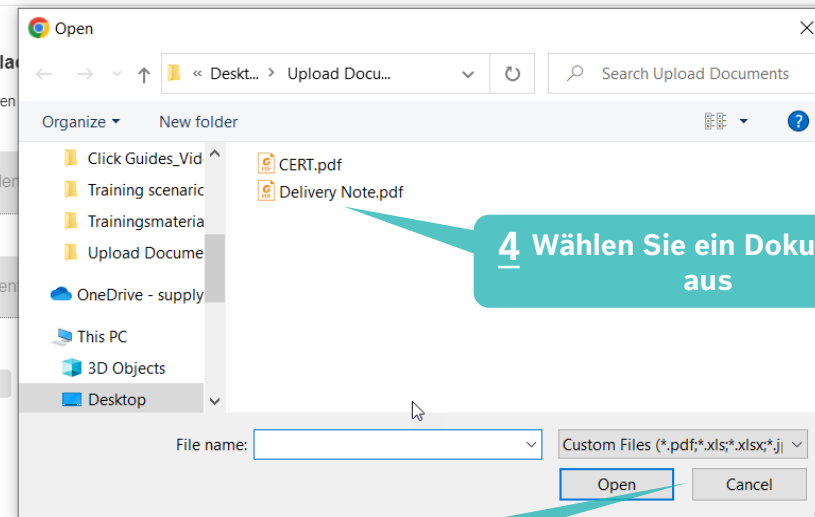 Open
« Deskt... > Upload Docu...
Search Upload Documents
Organize
New folder
?
Click Guides_Vid
Training scenaric
Trainingsmateria
Upload Docume
OneDrive - supply
This PC
3D Objects
Desktop
CERT.pdf
Delivery Note.pdf
4 Wählen Sie ein Doku
aus
File name:
Custom Files (*.pdf;*.xls;*.xlsx;*.j
Open
Cancel